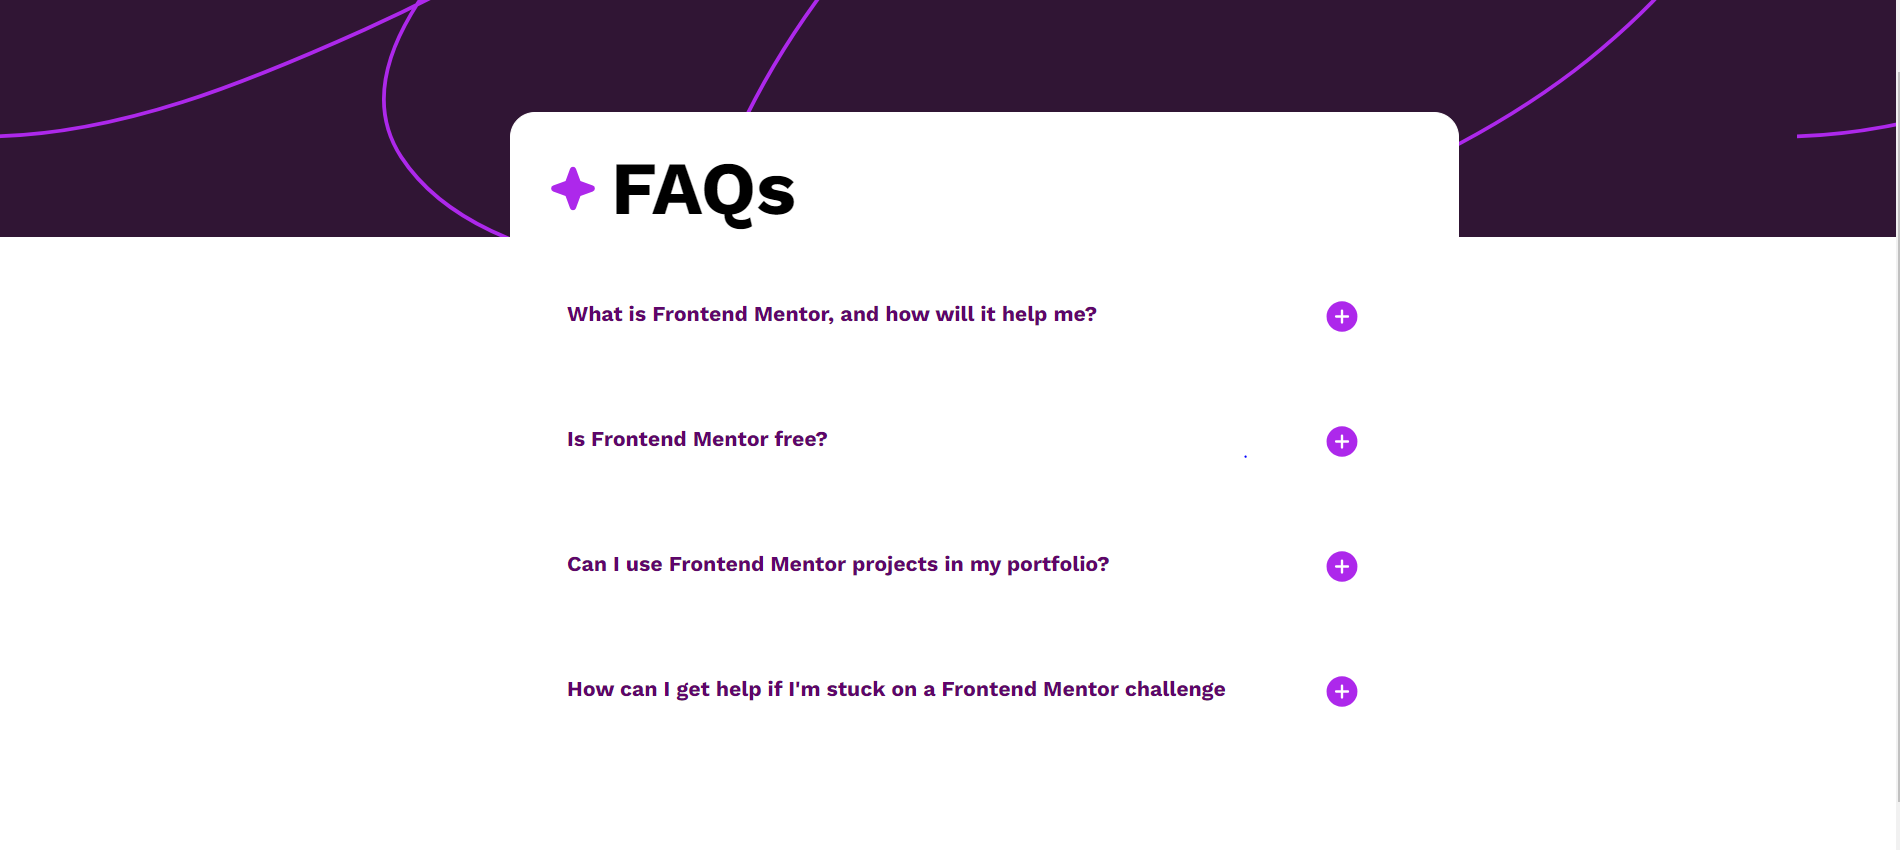 FAQs
What is Frontend Mentor, and how will it help me?
Is Frontend Mentor free?
Can I use Frontend Mentor projects in my portfolio?
How can I get help if I'm stuck on a Frontend Mentor challenge